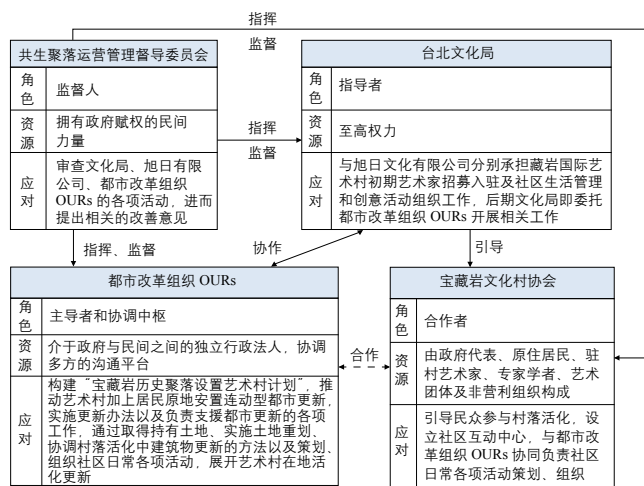 指挥
监督
共生聚落运营管理督导委员会
角色
监督人
资源
拥有政府赋权的民间
力量
应对
审查文化局、旭日有限
公司、都市改革组织
OURs 的各项活动，进而
提出相关的改善意见
指挥
监督
台北文化局
角色
指导者
资源
至高权力
应对
与旭日文化有限公司分别承担藏岩国际艺
术村初期艺术家招募入驻及社区生活管理
和创意活动组织工作，后期文化局即委托
都市改革组织 OURs 开展相关工作
指挥、监督
协作
引导
都市改革组织 OURs
角色
主导者和协调中枢
资源
介于政府与民间之间的独立行政法人，协调
多方的沟通平台
应对
构建“宝藏岩历史聚落设置艺术村计划”，推
动艺术村加上居民原地安置连动型都市更新，
实施更新办法以及负责支援都市更新的各项
工作，通过取得持有土地、实施土地重划、
协调村落活化中建筑物更新的方法以及策划、
组织社区日常各项活动，展开艺术村在地活
化更新
合作
宝藏岩文化村协会
角色
合作者
资源
由政府代表、原住居民、驻
村艺术家、专家学者、艺术
团体及非营利组织构成
应对
引导民众参与村落活化，设
立社区互动中心，与都市改
革组织 OURs 协同负责社区
日常各项活动策划、组织